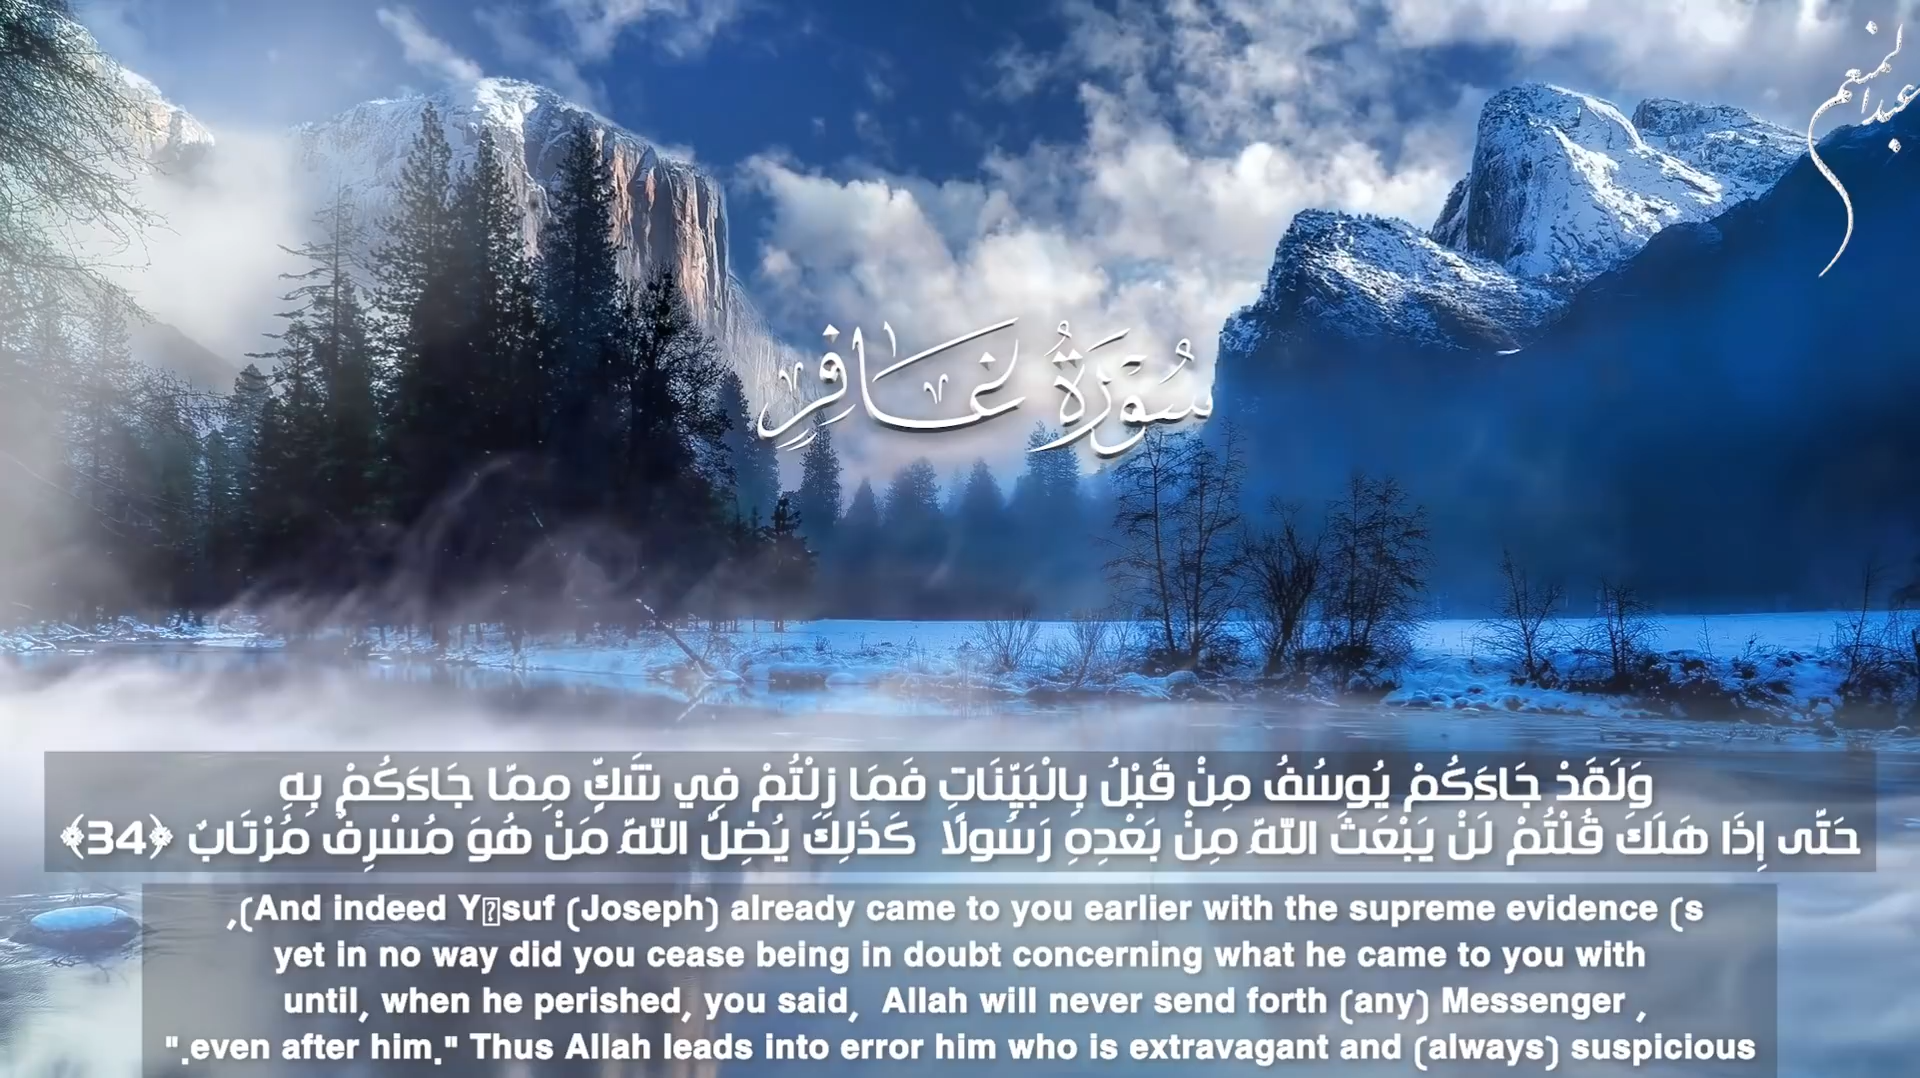 عبدالمنعم
سُوْرَةُ غَافِرٍ
وَلَقَدْ جَاءَكُمْ يُوسُفُ مِنْ قَبْلُ بِالْبَيِّنَاتِ فَمَا زِلْتُمْ فِي شَكٍّ مِمَّا جَاءَكُمْ بِهِ
حَتَّى إِذَا هَلَكَ قُلْتُمْ لَنْ يَبْعَثَ اللَّهُ مِنْ بَعْدِهِ رَسُولًا كَذَلِكَ يُضِلُّ اللَّهُ مَنْ هُوَ مُسْرِفٌ مُرْتَابٌ ﴿34﴾
,(And indeed Y▯suf (Joseph) already came to you earlier with the supreme evidence (s
yet in no way did you cease being in doubt concerning what he came to you with
until, when he perished, you said,  Allah will never send forth (any) Messenger ,
".even after him." Thus Allah leads into error him who is extravagant and (always) suspicious